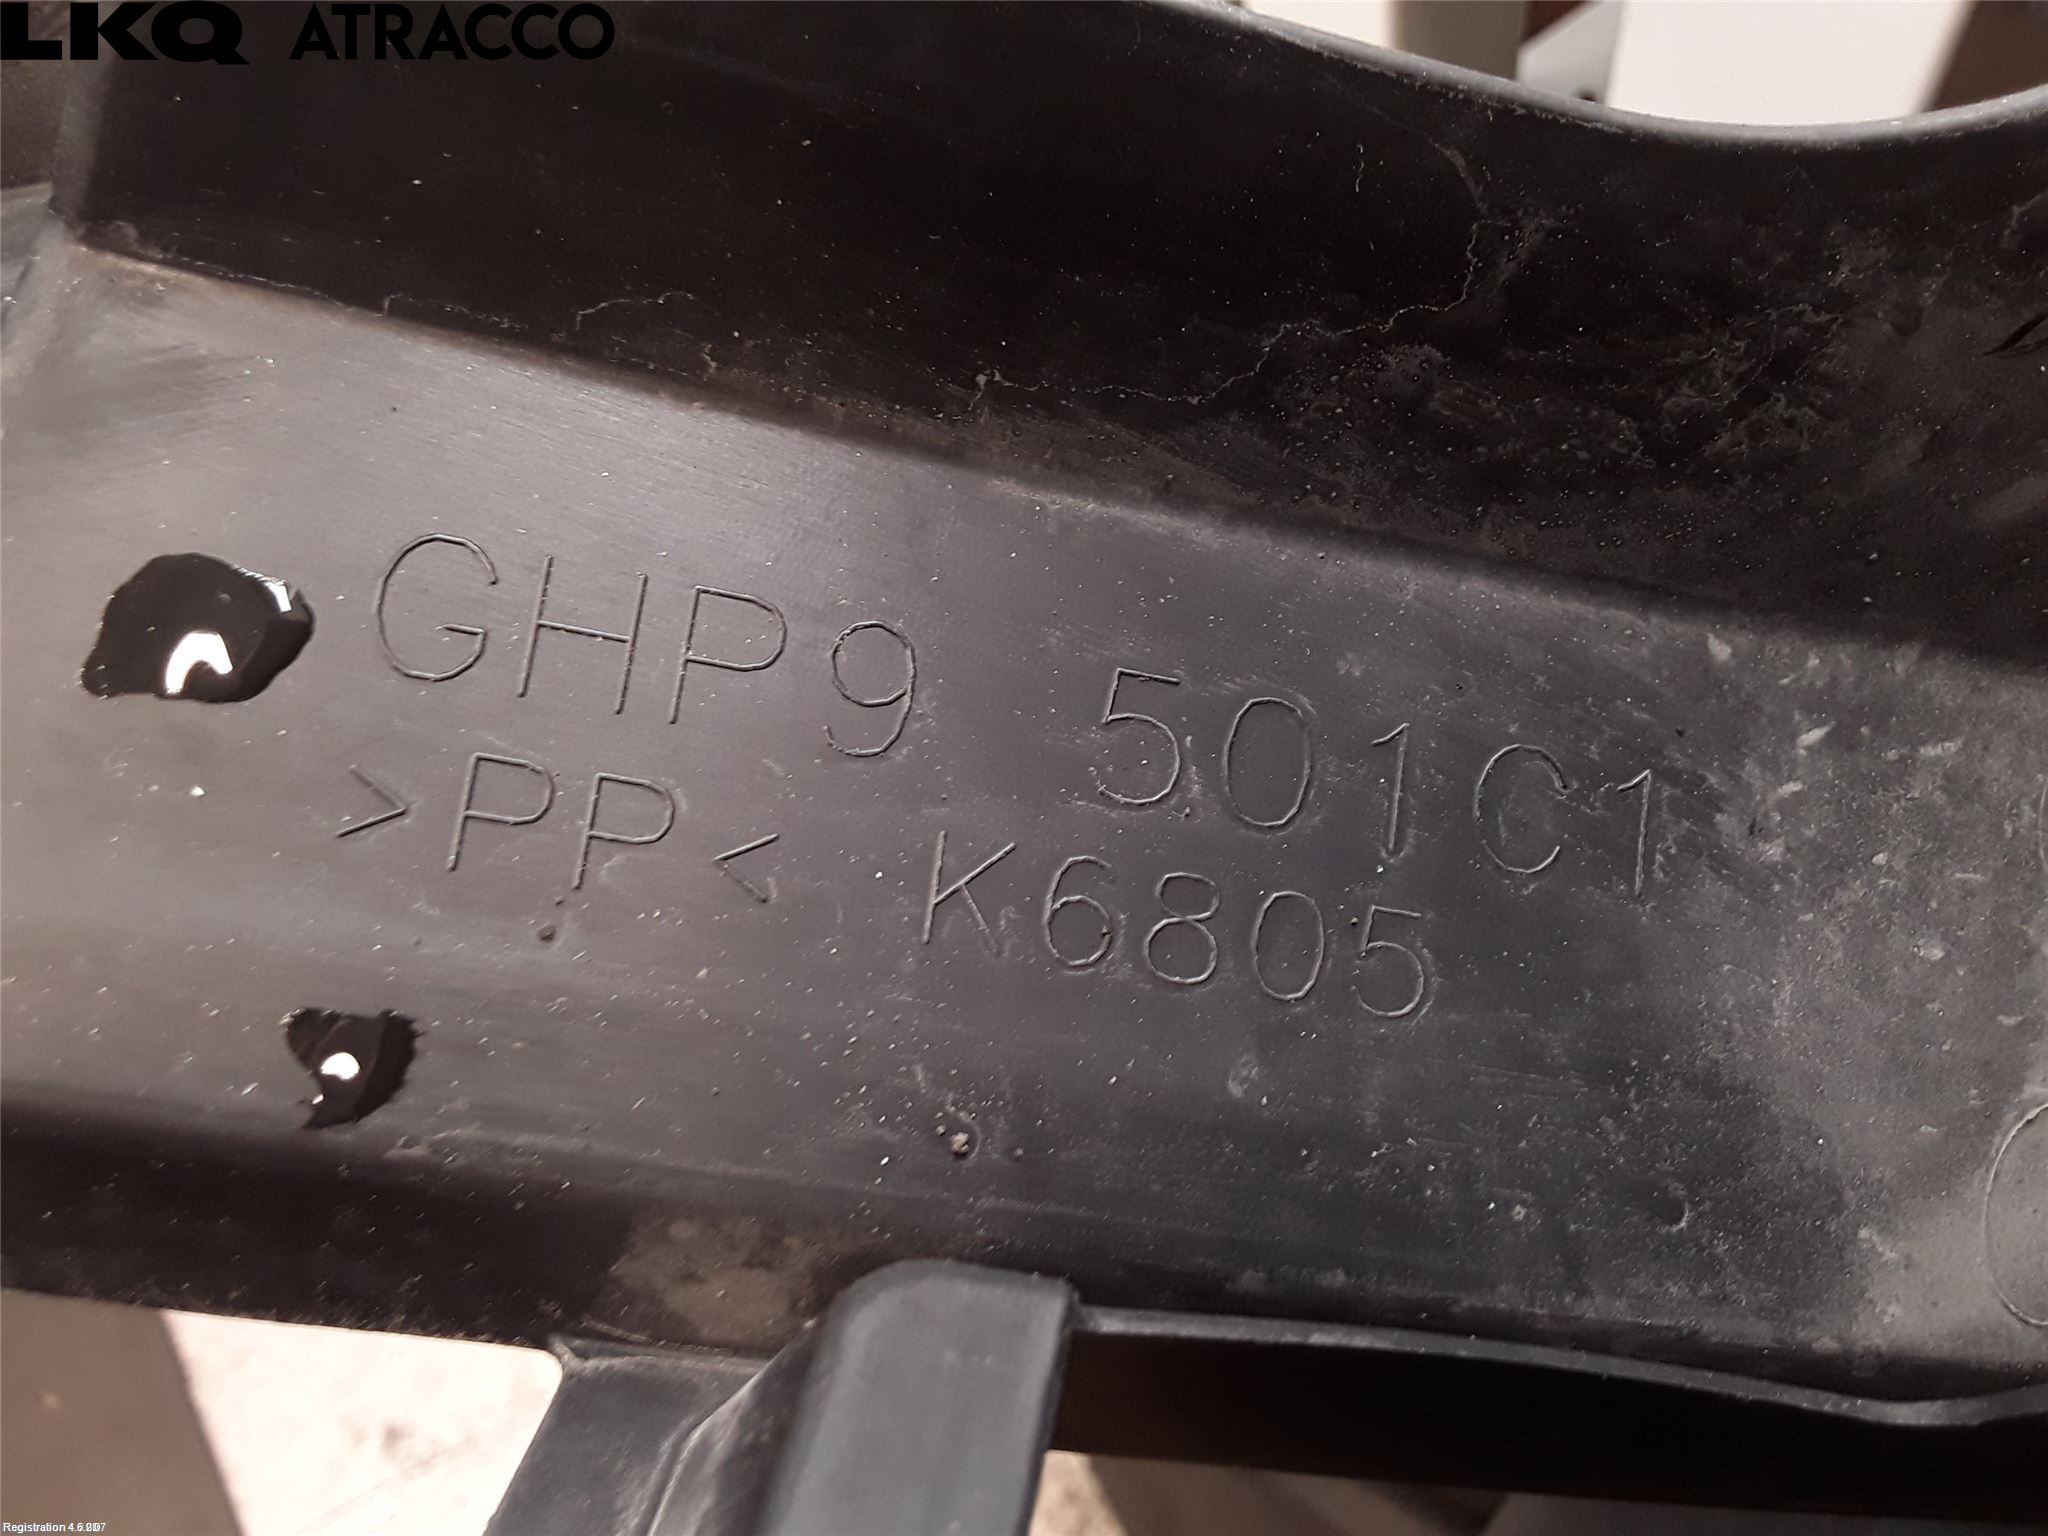 LKQ ATRACCO
GHP9 501C1
>PP< K6805